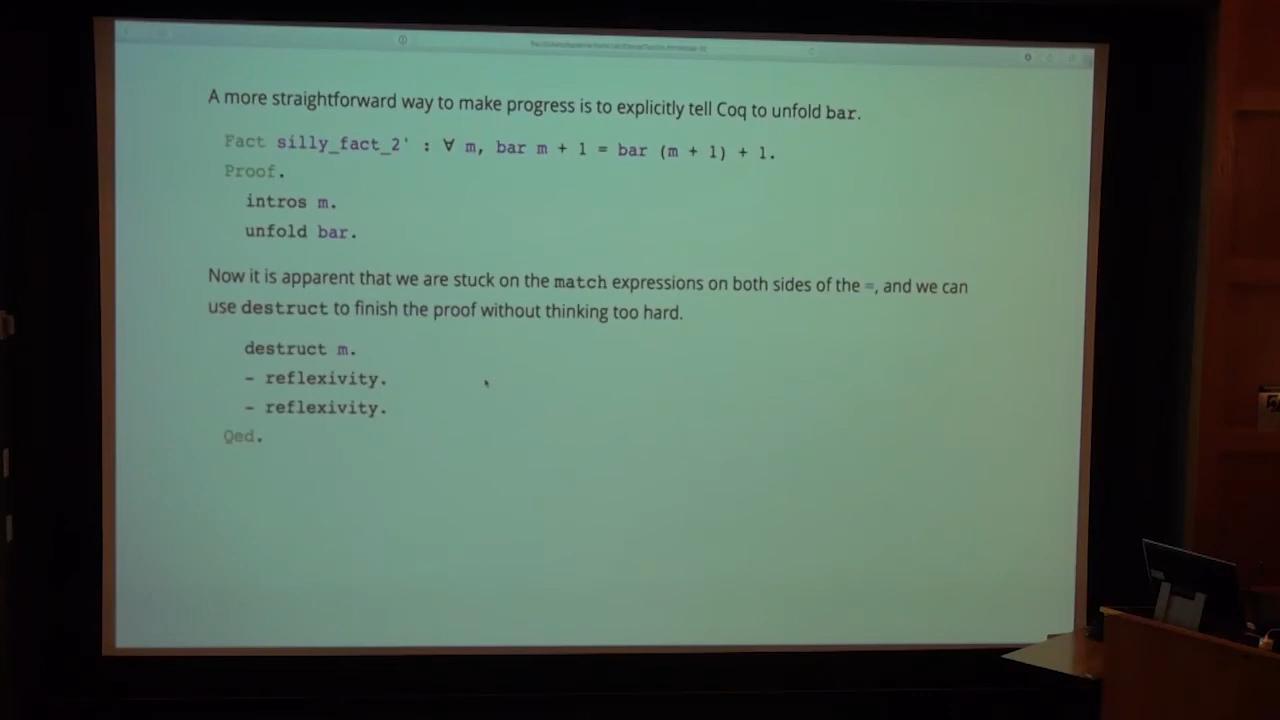 A more straightforward way to make progress is to explicitly tell Coq to unfold bar.
Fact silly_fact_2' : ∀ m, bar m + 1 = bar (m + 1) + 1.
Proof.
intros m.
unfold bar.
Now it is apparent that we are stuck on the match expressions on both sides of the =, and we can
use destruct to finish the proof without thinking too hard.
destruct m.
- reflexivity.
- reflexivity.
Qed.